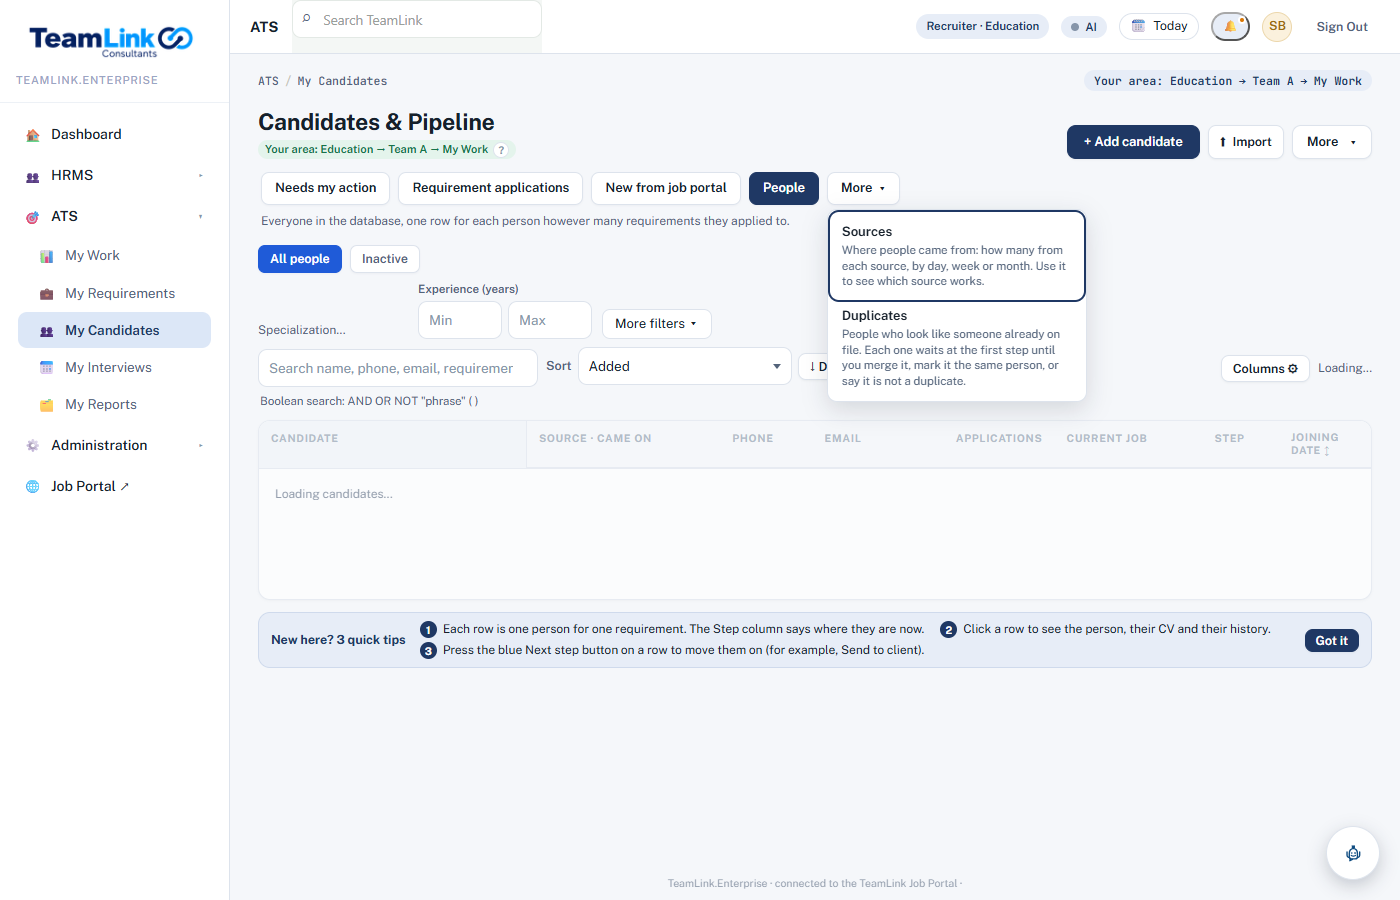 TeamLink
Consultants
TEAMLINK.ENTERPRISE
Dashboard
HRMS
ATS
My Work
My Requirements
My Candidates
My Interviews
My Reports
Administration
Job Portal ↗
ATS
Search TeamLink
Recruiter · Education
AI
Today
SB
Sign Out
ATS / My Candidates
Your area: Education → Team A → My Work
Candidates & Pipeline
Your area: Education → Team A → My Work ?
+ Add candidate
⬆ Import
More ▾
Needs my action
Requirement applications
New from job portal
People
More ▾
Everyone in the database, one row for each person however many requirements they applied to.
Sources
Where people came from: how many from
each source, by day, week or month. Use it
to see which source works.
Duplicates
People who look like someone already on
file. Each one waits at the first step until
you merge it, mark it the same person, or
say it is not a duplicate.
All people
Inactive
Experience (years)
Specialization...
Min
Max
More filters ▾
Search name, phone, email, requiremer
Sort
Added
↓ D
Columns ⚙
Loading...
Boolean search: AND OR NOT "phrase" ( )
CANDIDATE
SOURCE · CAME ON
PHONE
EMAIL
APPLICATIONS
CURRENT JOB
STEP
JOINING
DATE ↕
Loading candidates...
New here? 3 quick tips
1 Each row is one person for one requirement. The Step column says where they are now.
2 Click a row to see the person, their CV and their history.
3 Press the blue Next step button on a row to move them on (for example, Send to client).
Got it
TeamLink.Enterprise · connected to the TeamLink Job Portal ·